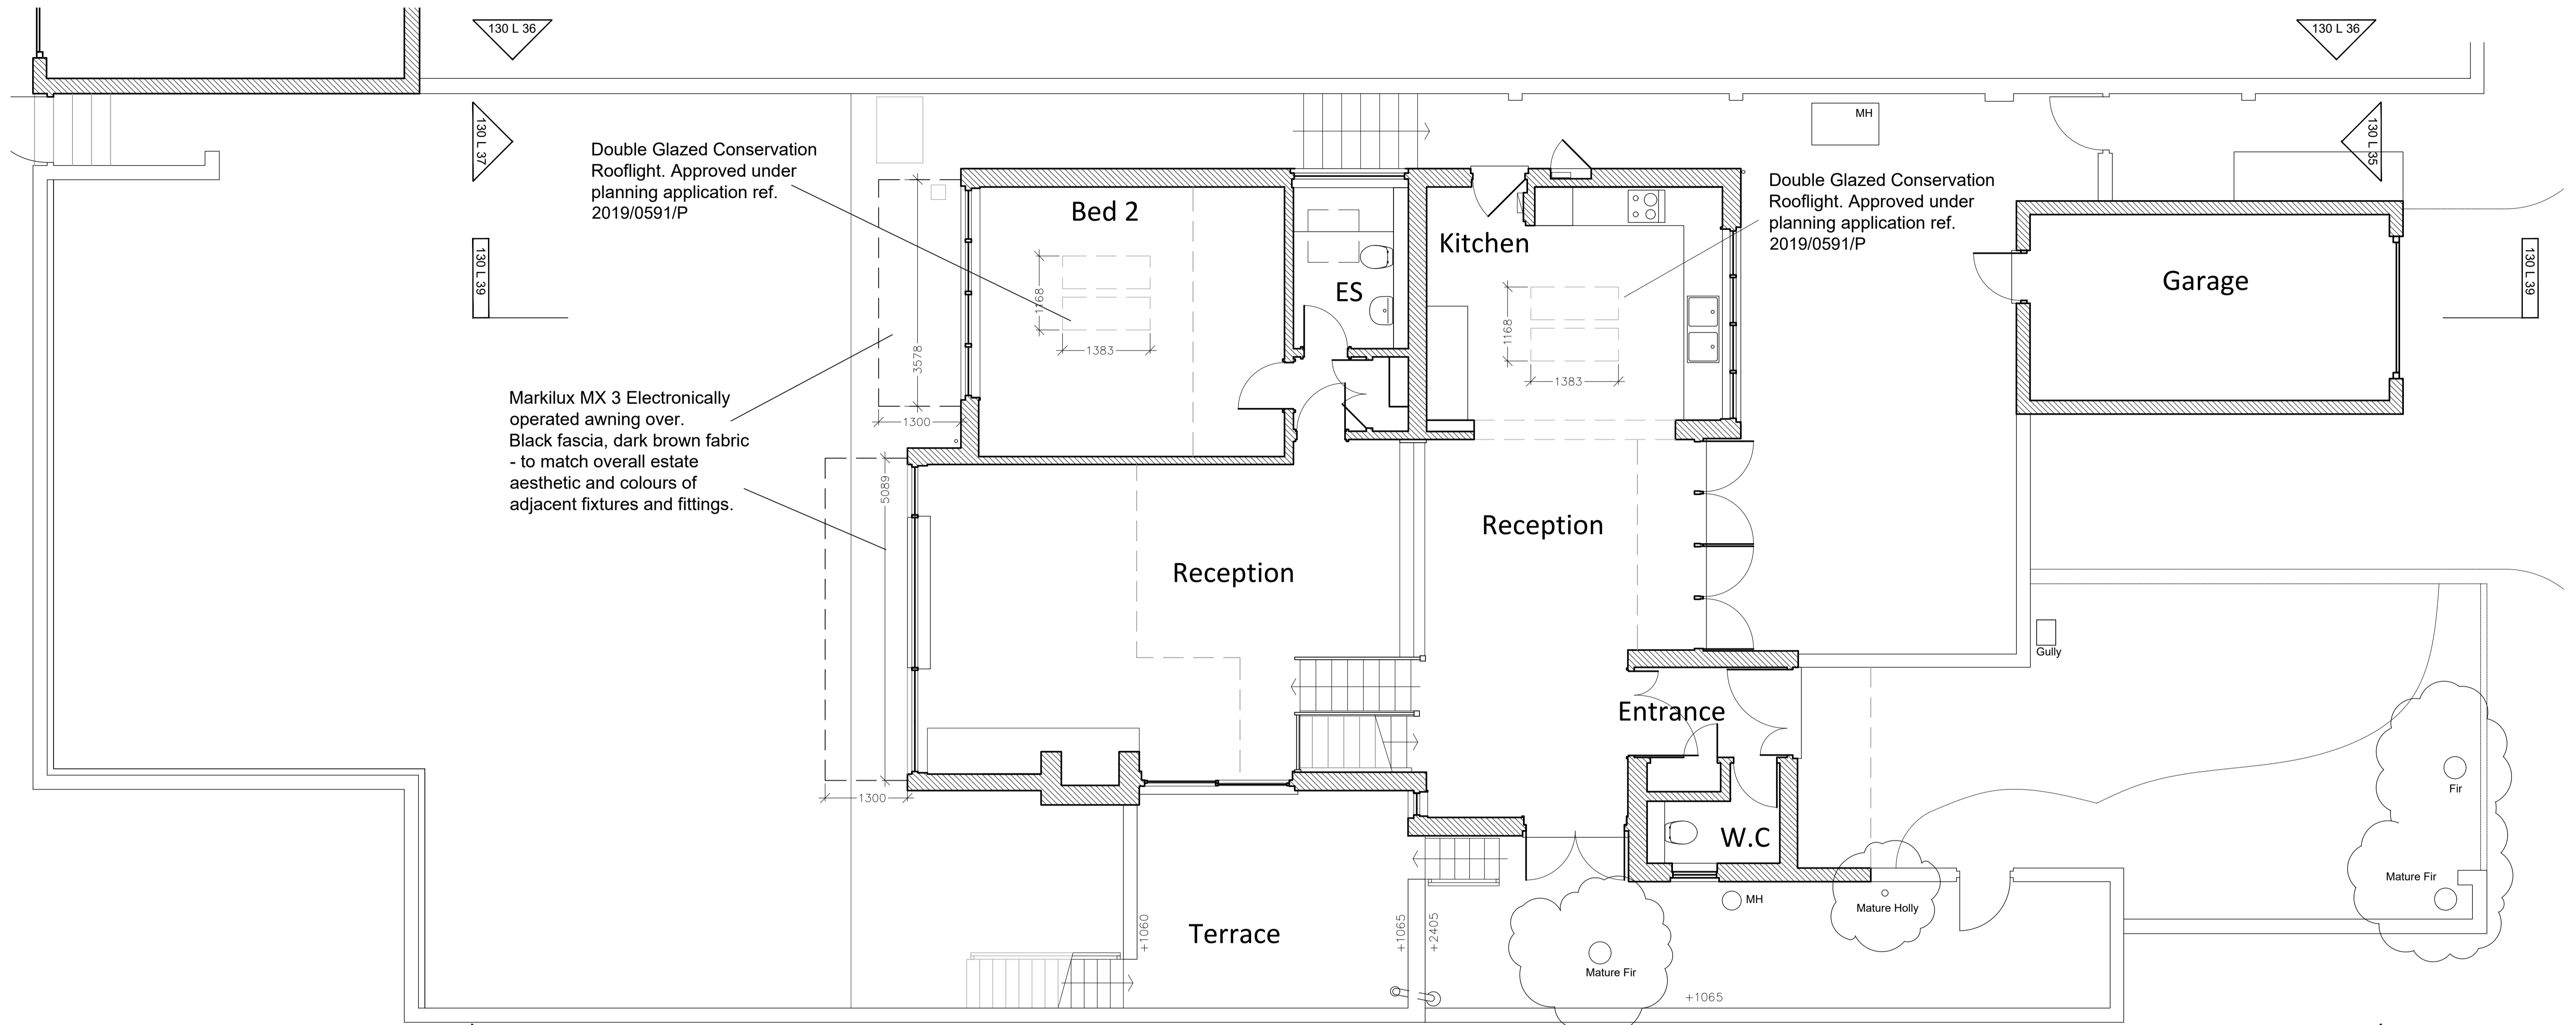 130 L 36
130 L 36
130 L 37
130 L 35
MH
Double Glazed Conservation
Rooflight. Approved under
planning application ref.
2019/0591/P
Double Glazed Conservation
Rooflight. Approved under
planning application ref.
2019/0591/P
Bed 2
Kitchen
ES
Garage
130 L 39
130 L 39
1168
1383
1168
1383
3578
1300
Markilux MX 3 Electronically
operated awning over.
Black fascia, dark brown fabric
- to match overall estate
aesthetic and colours of
adjacent fixtures and fittings.
5089
Reception
Reception
Gully
Entrance
1300
W.C
Fir
Mature Fir
MH
Mature Holly
+1060
Terrace
+1065
+2405
Mature Fir
+1065